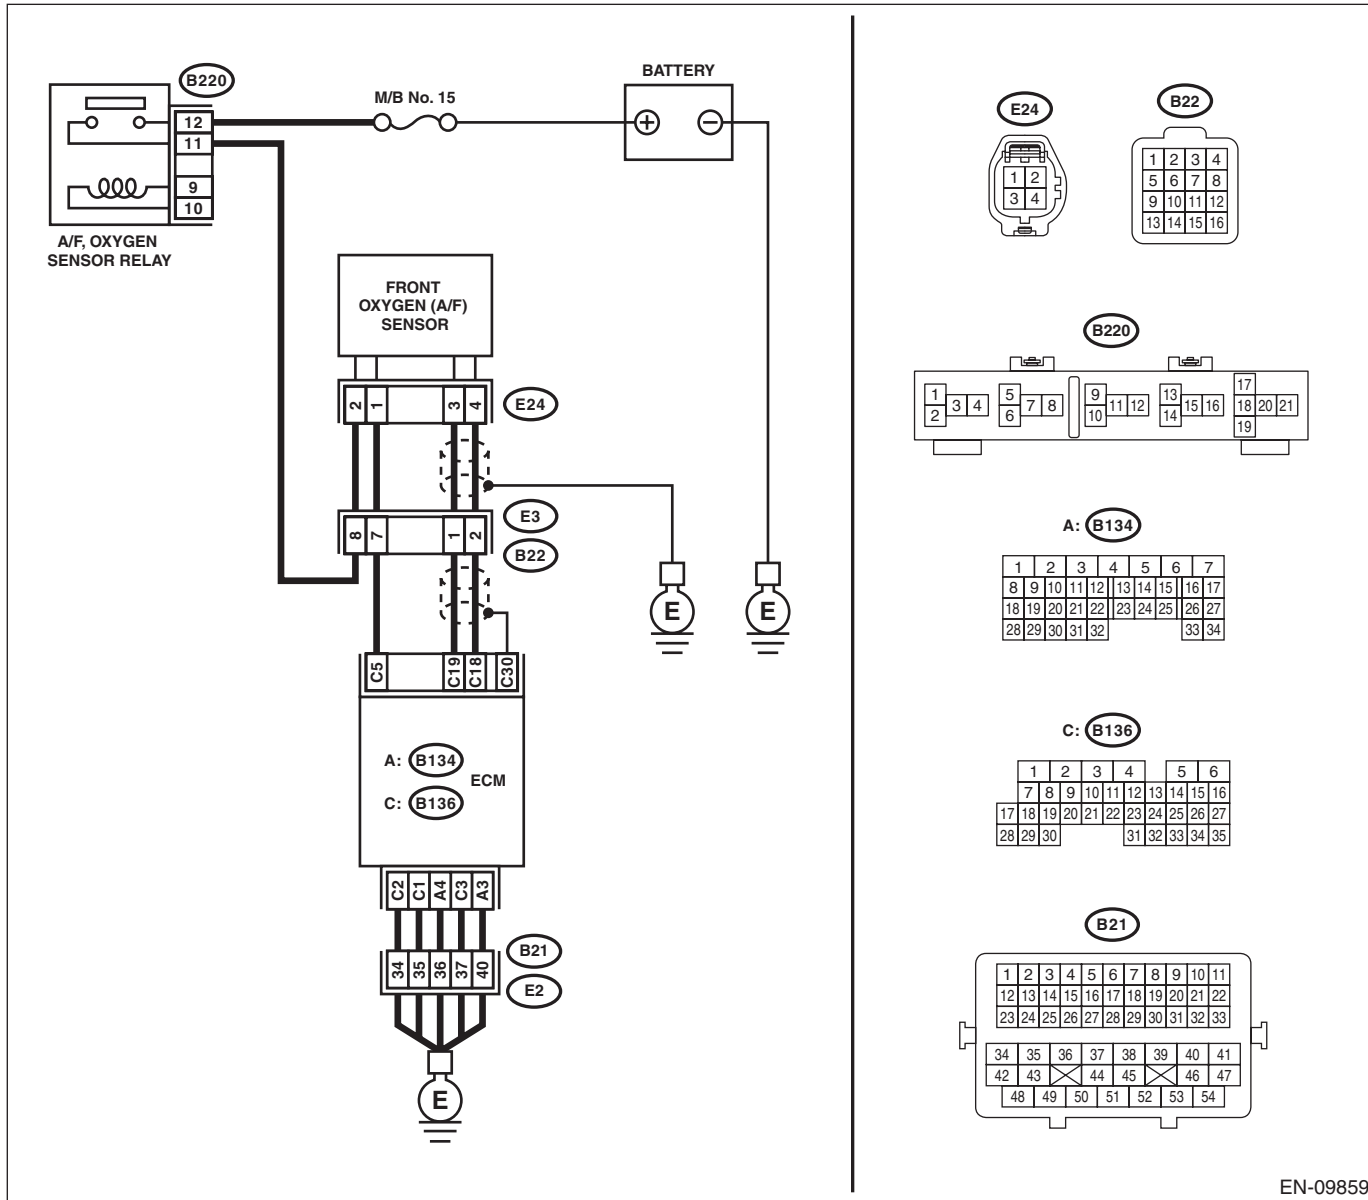 B220
M/B No. 15
BATTERY
12
11
9
10
A/F, OXYGEN
SENSOR RELAY
FRONT
OXYGEN (A/F)
SENSOR
2 1 3 4
E24
E3
8 7 1 2
B22
E E
C5 C19 C18 C30
A: B134
ECM
C: B136
C2 C1 A4 C3 A3
B21
34 35 36 37 40
E2
E
E24
1 2
3 4
B22
1 2 3 4
5 6 7 8
9 10 11 12
13 14 15 16
B220
1 2 3 4 5 6 7 8 9 10 11 12 13 14 15 16 17 18 19 20 21
A: B134
1 2 3 4 5 6 7
8 9 10 11 12 13 14 15 16 17
18 19 20 21 22 23 24 25 26 27
28 29 30 31 32 33 34
C: B136
1 2 3 4 5 6
7 8 9 10 11 12 13 14 15 16
17 18 19 20 21 22 23 24 25 26 27
28 29 30 31 32 33 34 35
B21
1 2 3 4 5 6 7 8 9 10 11
12 13 14 15 16 17 18 19 20 21 22
23 24 25 26 27 28 29 30 31 32 33
34 35 36 37 38 39 40 41
42 43 44 45 46 47
48 49 50 51 52 53 54
EN-09859